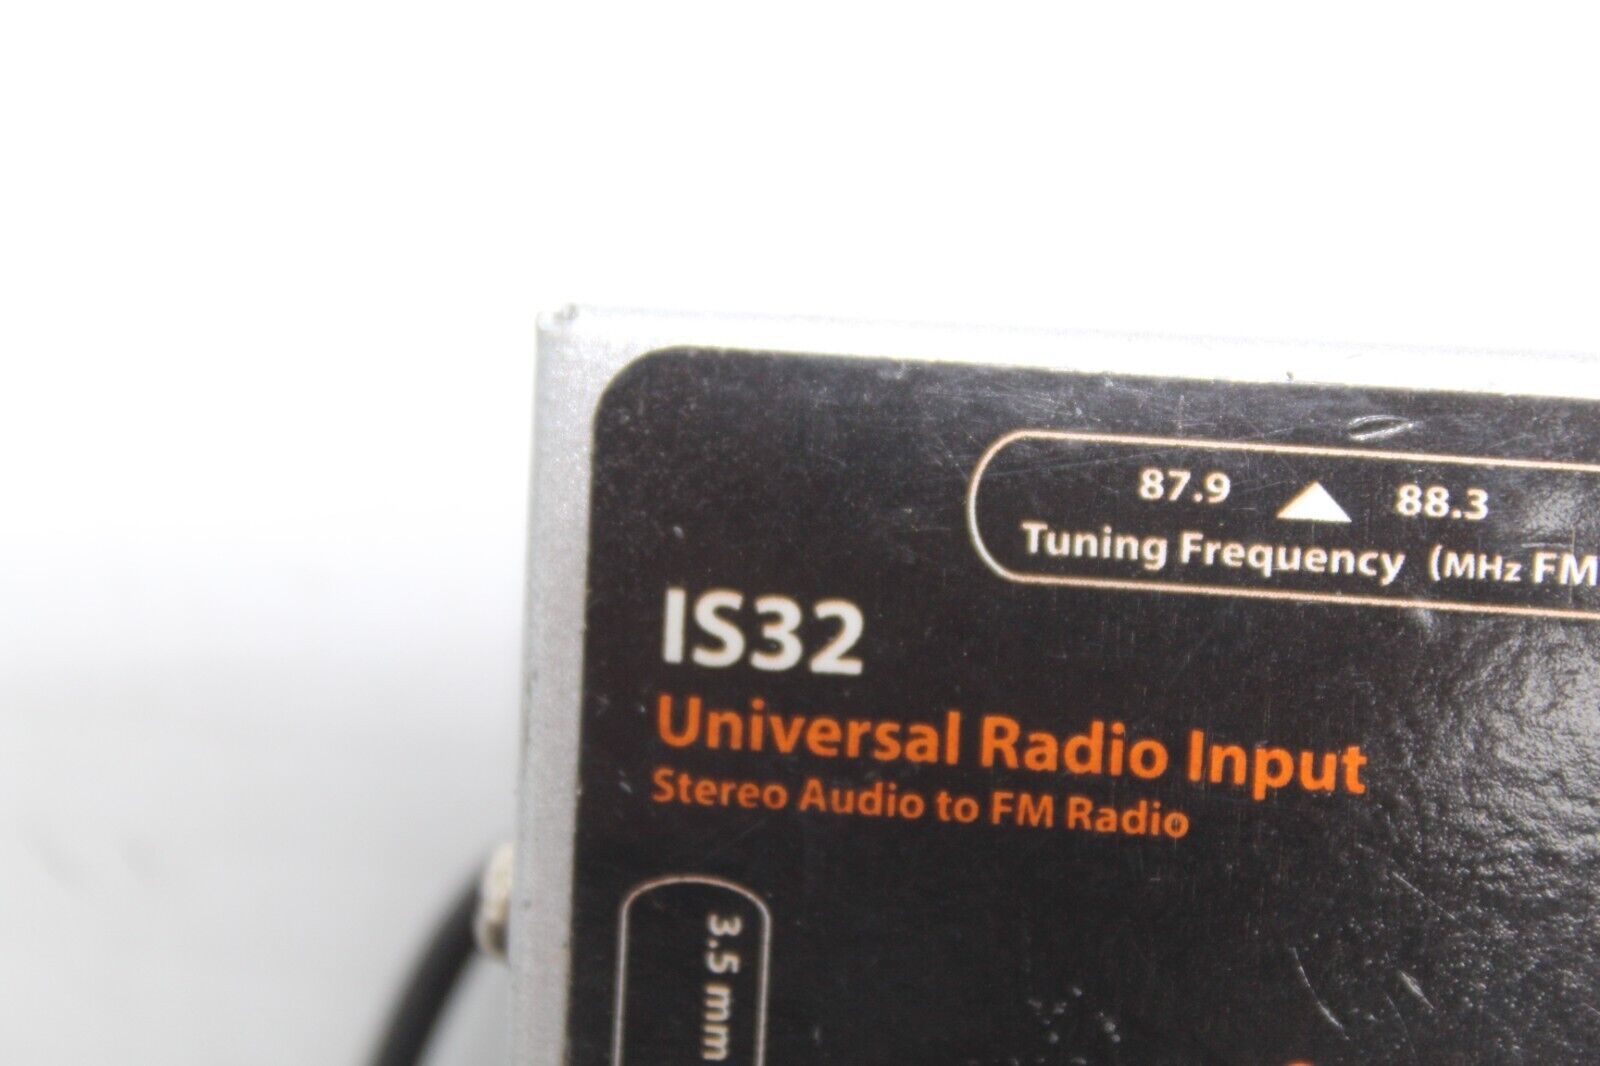 87.9 88.3
Tuning Frequency (MHz FM
IS32
Universal Radio Input
Stereo Audio to FM Radio
3.5 mm